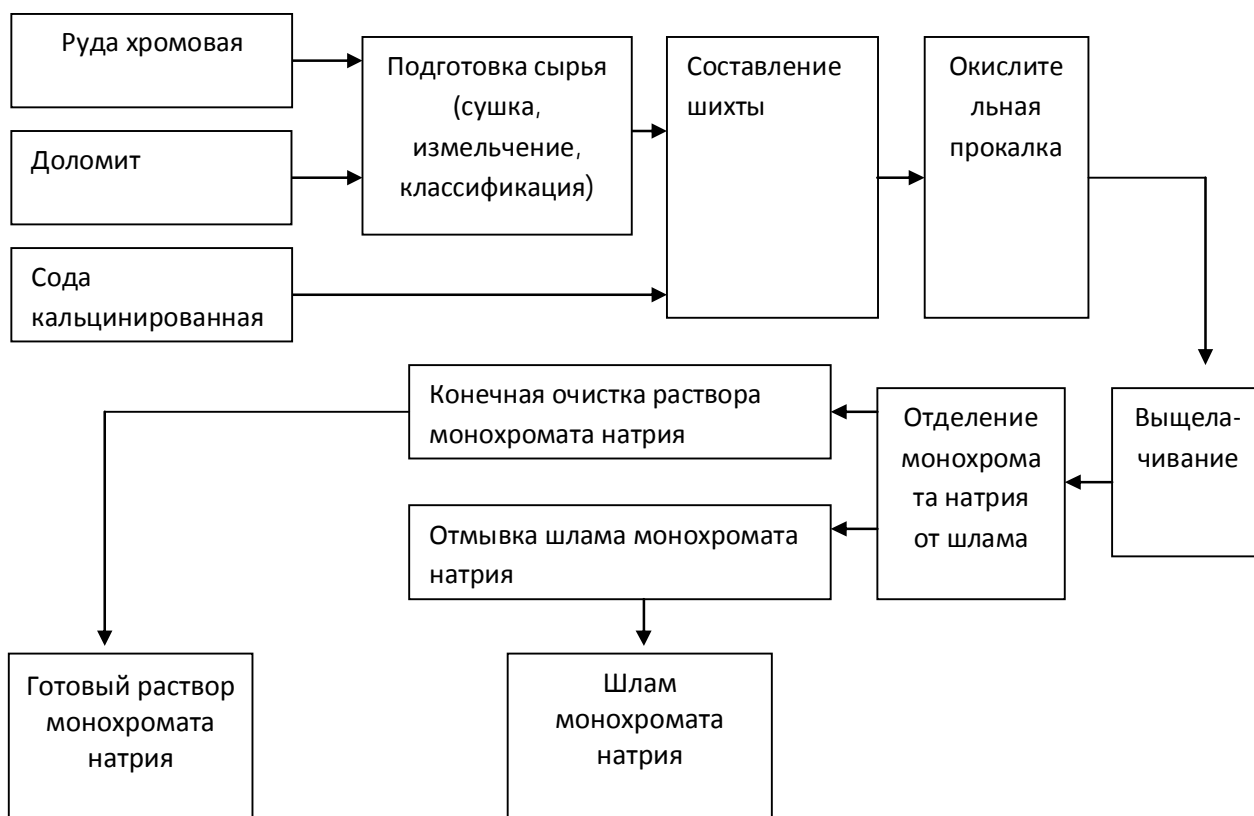 Руда хромовая
Доломит
Сода
кальцинированная
Подготовка сырья
(сушка,
измельчение,
классификация)
Составление
шихты
Окислите
льная
прокалка
Выщела-
чивание
Отделение
монохрома
та натрия
от шлама
Конечная очистка раствора
монохромата натрия
Отмывка шлама монохромата
натрия
Готовый раствор
монохромата
натрия
Шлам
монохромата
натрия